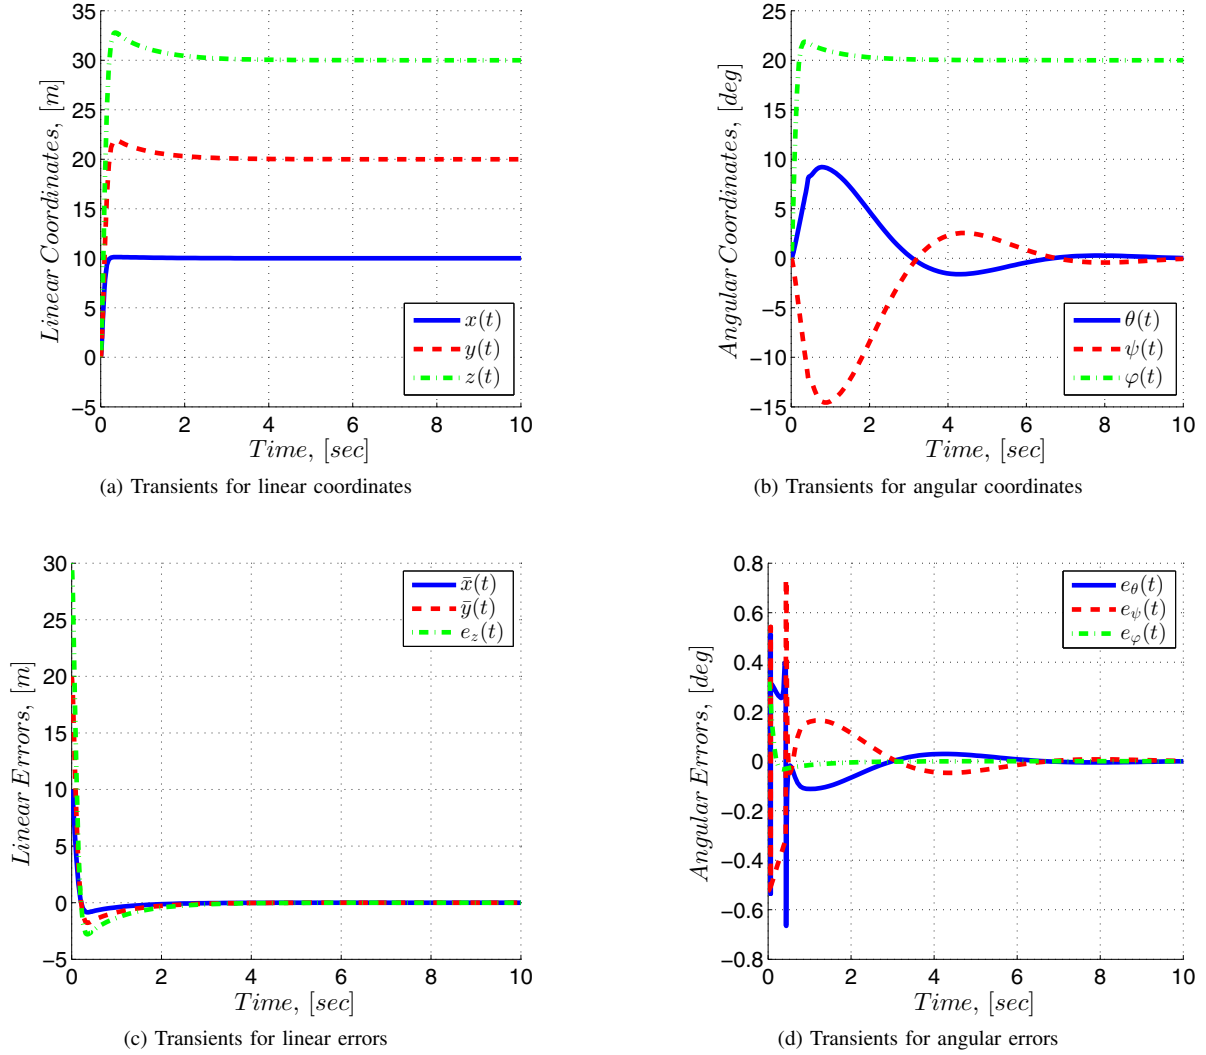 40
35
30
25
20
15
10
5
0
−5
Linear Coordinates, [m]
x(t)
y(t)
z(t)
0 2 4 6 8 10
Time, [sec]
(a) Transients for linear coordinates
25
20
15
10
5
0
−5
−10
−15
Angular Coordinates, [deg]
θ(t)
ψ(t)
φ(t)
0 2 4 6 8 10
Time, [sec]
(b) Transients for angular coordinates
30
25
20
15
10
5
0
−5
Linear Errors, [m]
x̄(t)
ȳ(t)
e_z(t)
0 2 4 6 8 10
Time, [sec]
(c) Transients for linear errors
0.8
0.6
0.4
0.2
0
−0.2
−0.4
−0.6
−0.8
Angular Errors, [deg]
e_θ(t)
e_ψ(t)
e_φ(t)
0 2 4 6 8 10
Time, [sec]
(d) Transients for angular errors